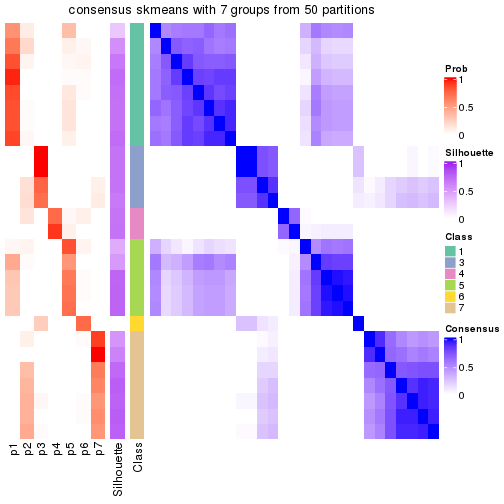 consensus skmeans with 7 groups from 50 partitions
Prob
1
0.5
0
Silhouette
1
0.5
0
Class
1
3
4
5
6
7
Consensus
1
0.5
0
p1
p2
p3
p4
p5
p6
p7
Silhouette
Class